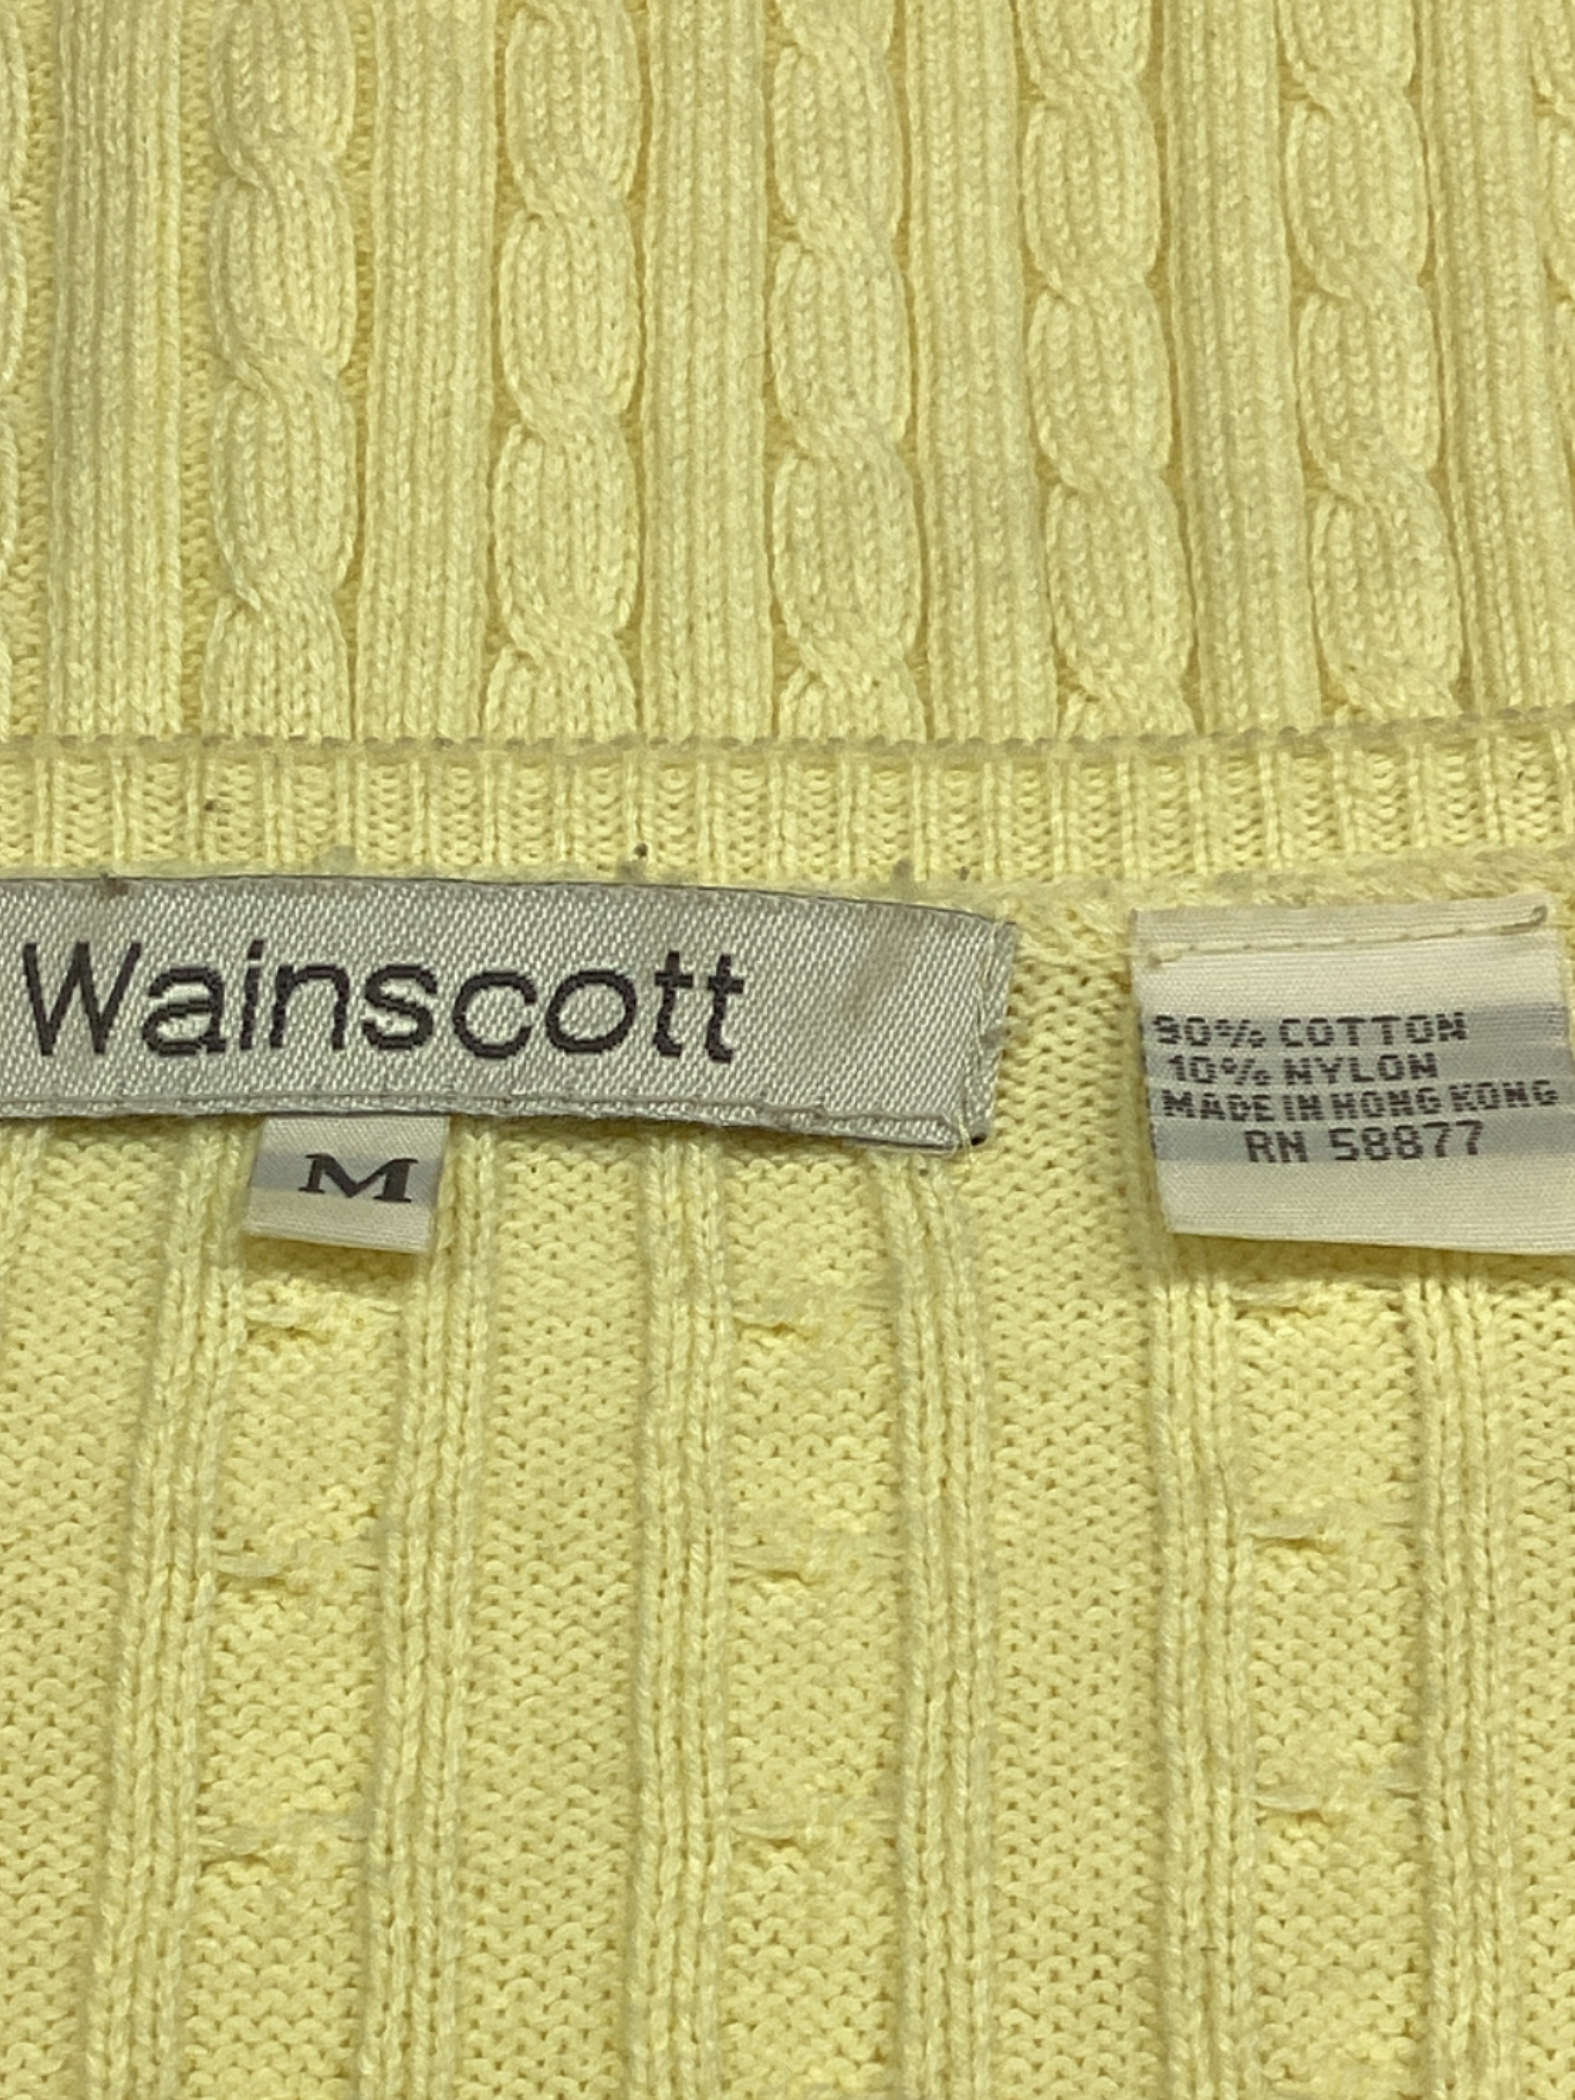 Wainscott
M
90% COTTON
10% NYLON
MADE IN HONG KONG
RN 58877